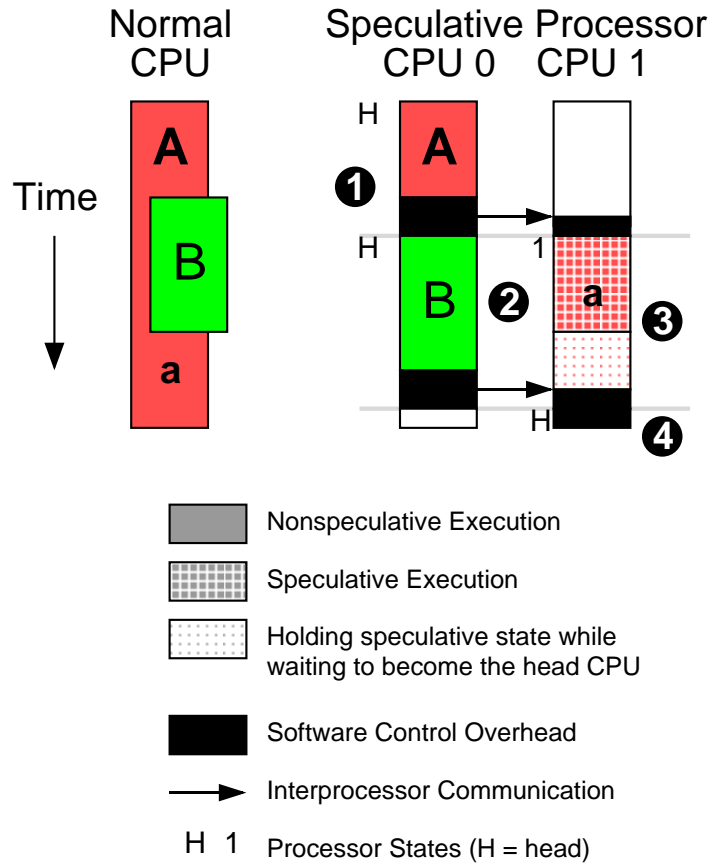 Normal
CPU
Speculative Processor
CPU 0 CPU 1
Time
A
B
a
H
A
1
H
B
2
1
a
3
H
4
Nonspeculative Execution
Speculative Execution
Holding speculative state while
waiting to become the head CPU
Software Control Overhead
Interprocessor Communication
H 1 Processor States (H = head)